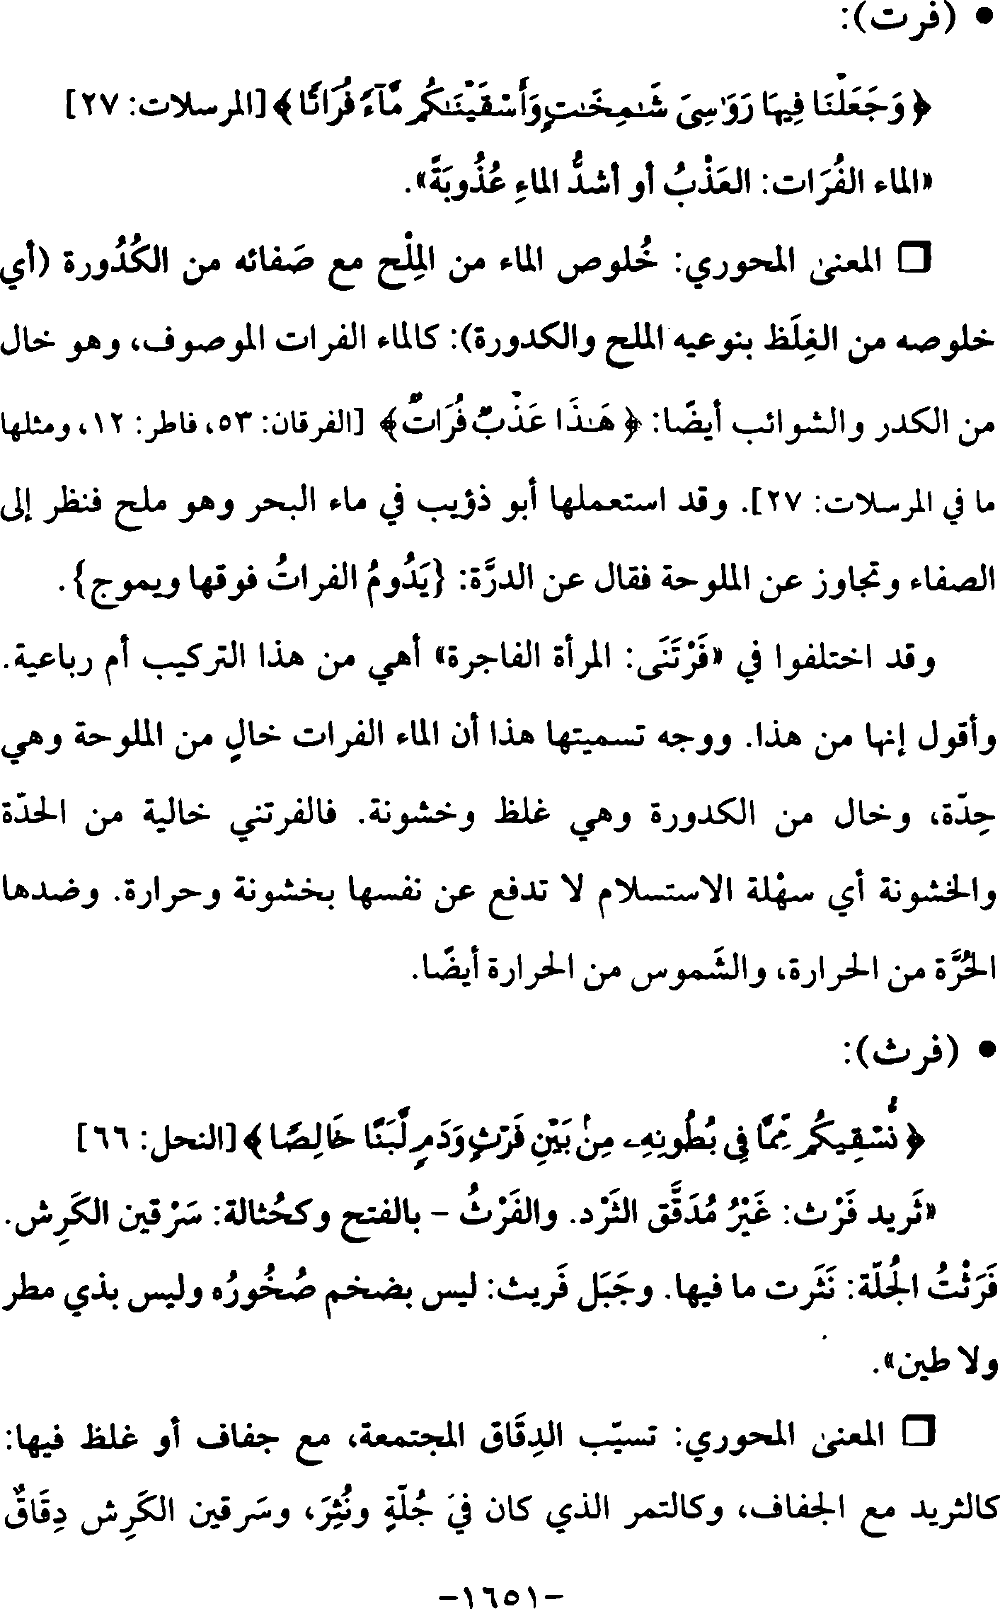 • (فرت):
﴿ وَجَعَلْنَا فِيهَا رَوَٰسِىَ شَـٰمِخَـٰتٍ وَأَسْقَيْنَـٰكُم مَّآءً فُرَاتًا ﴾ [المرسلات: ٢٧]
«الماء الفُرَات: العَذْبُ أو أشدُّ الماءِ عُذُوبَةً».
❒ المعنىٰ المحوري: خُلوص الماء من المِلْح مع صَفائه من الكُدُورة (أي
خلوصه من الغِلَظ بنوعيه الملح والكدورة): كالماء الفرات الموصوف، وهو خال
من الكدر والشوائب أيضًا: ﴿ هَـٰذَا عَذْبٌ فُرَاتٌ ﴾ [الفرقان: ٥٣، فاطر: ١٢، ومثلها
ما في المرسلات: ٢٧]. وقد استعملها أبو ذؤيب في ماء البحر وهو ملح فنظر إلى
الصفاء وتجاوز عن الملوحة فقال عن الدرَّة: {يَدُومُ الفراتُ فوقها ويموج}.
وقد اختلفوا في «فَرْتَنَى: المرأة الفاجرة» أهي من هذا التركيب أم رباعية.
وأقول إنها من هذا. ووجه تسميتها هذا أن الماء الفرات خالٍ من الملوحة وهي
حِدّة، وخال من الكدورة وهي غلظ وخشونة. فالفرتني خالية من الحدّة
والخشونة أي سهْلة الاستسلام لا تدفع عن نفسها بخشونة وحرارة. وضدها
الحُرَّة من الحرارة، والشَموس من الحرارة أيضًا.
• (فرث):
﴿ نُّسْقِيكُم مِّمَّا فِى بُطُونِهِۦ مِنۢ بَيْنِ فَرْثٍ وَدَمٍ لَّبَنًا خَالِصًا ﴾ [النحل: ٦٦]
«ثَريد فَرْث: غَيْرُ مُدَقَّق الثَرْد. والفَرْثُ – بالفتح وكحُثالة: سَرْقين الكَرِش.
فَرَثْتُ الجُلّة: نَثَرت ما فيها. وجَبَل فَريث: ليس بضخم صُخُورُه وليس بذي مطر
ولا طين».
❒ المعنىٰ المحوري: تسيّب الدِقَاق المجتمعة، مع جفاف أو غلظ فيها:
كالثريد مع الجفاف، وكالتمر الذي كان في جُلّةٍ ونُثِرَ، وسَرقين الكَرِش دِقَاقٌ
-١٦٥١-